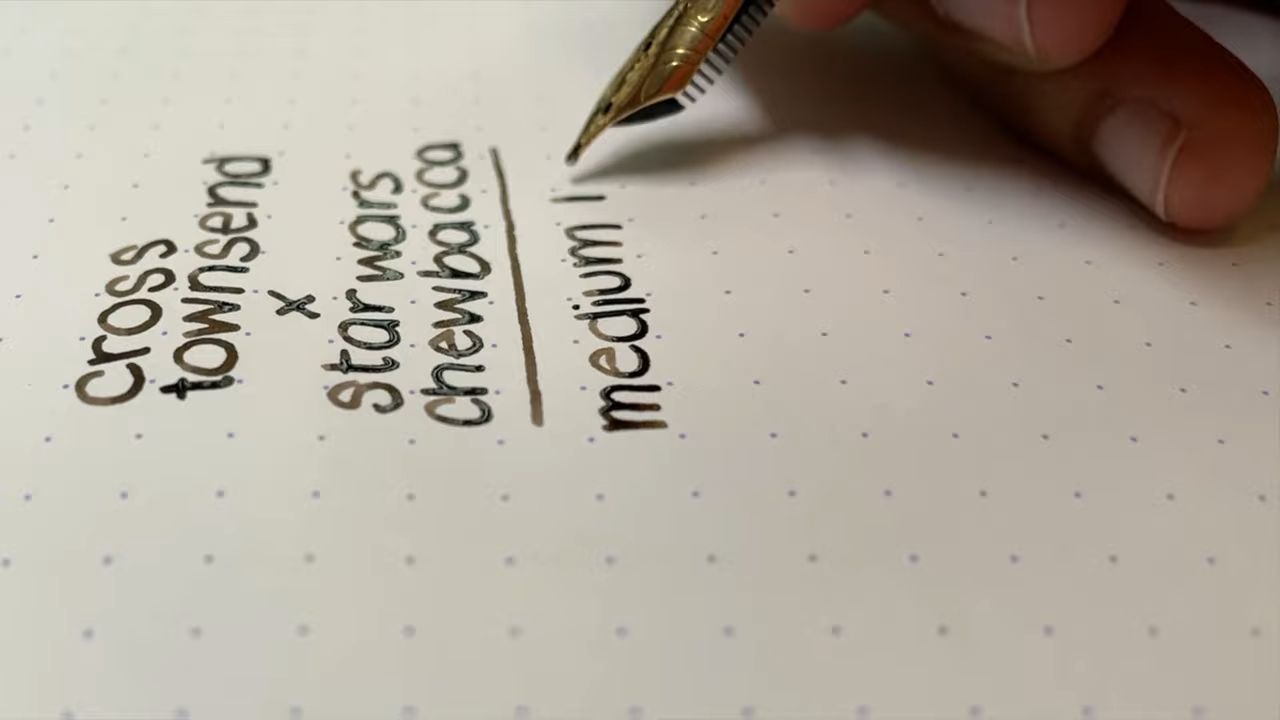 cross
townsend
x
star wars
chewbacca
medium